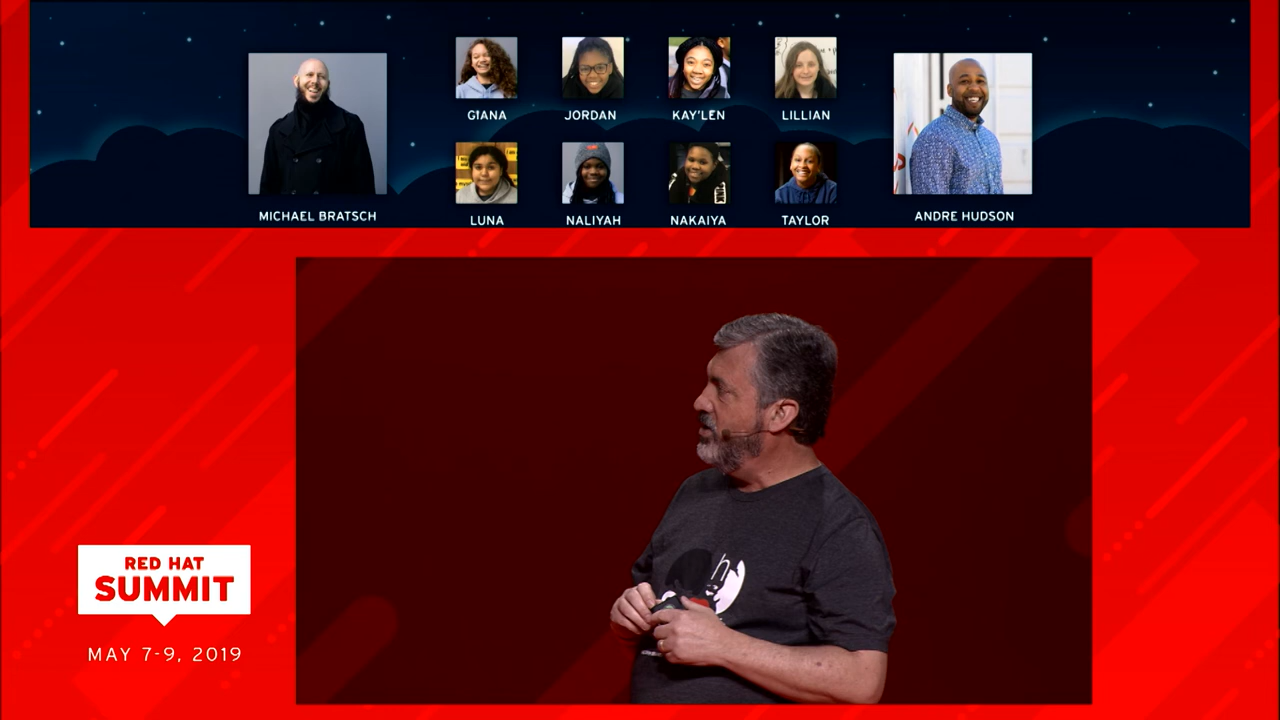 GIANA
JORDAN
KAY'LEN
LILLIAN
MICHAEL BRATSCH
LUNA
NALIYAH
NAKAIYA
TAYLOR
ANDRE HUDSON
RED HAT
SUMMIT
MAY 7-9, 2019
h